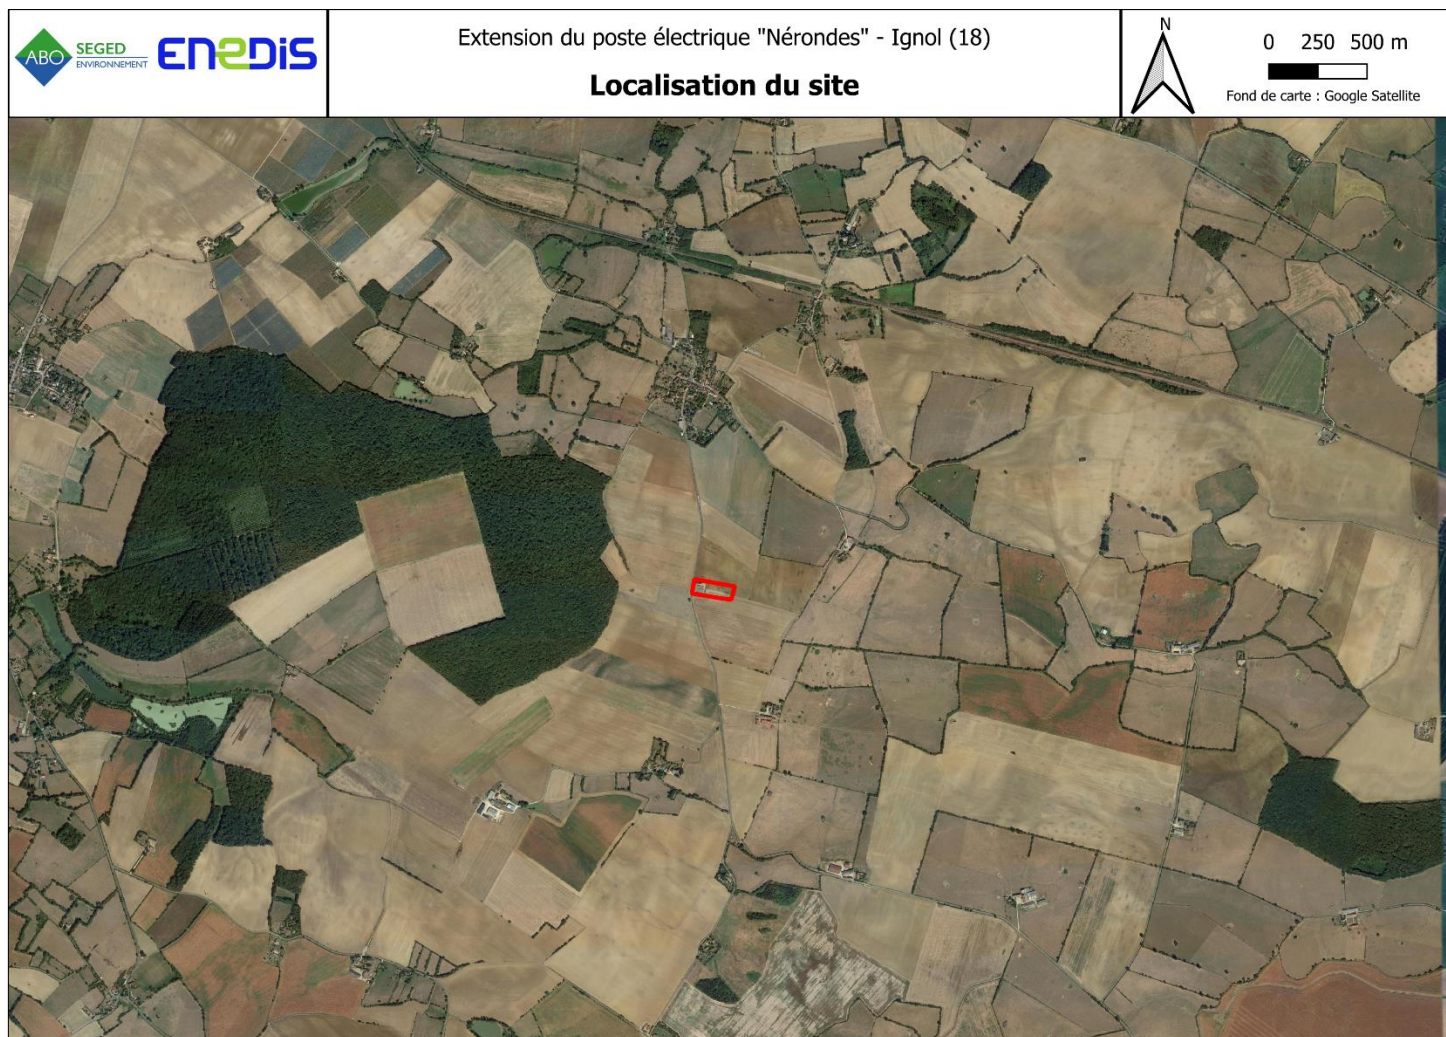 ABO
SEGED
ENVIRONNEMENT
ENEDIS
Extension du poste électrique "Nérondes" - Ignol (18)
Localisation du site
N
0 250 500 m
Fond de carte : Google Satellite